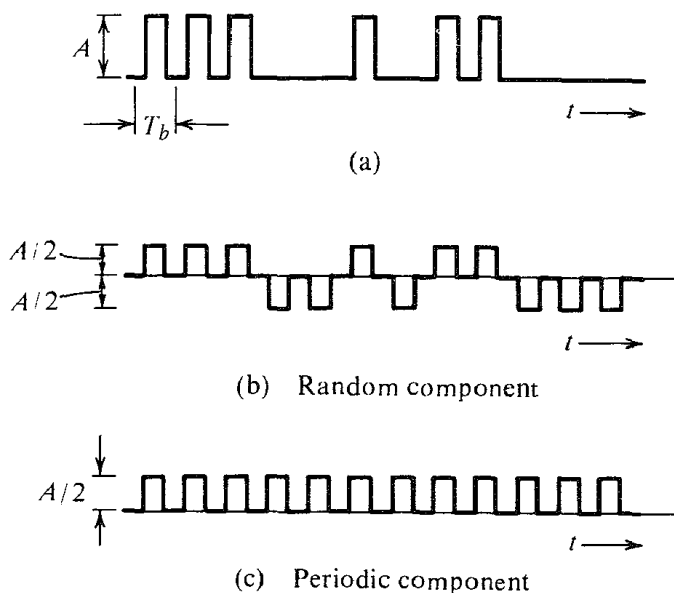 A
T_b
t
(a)
A/2
A/2
t
(b) Random component
A/2
t
(c) Periodic component